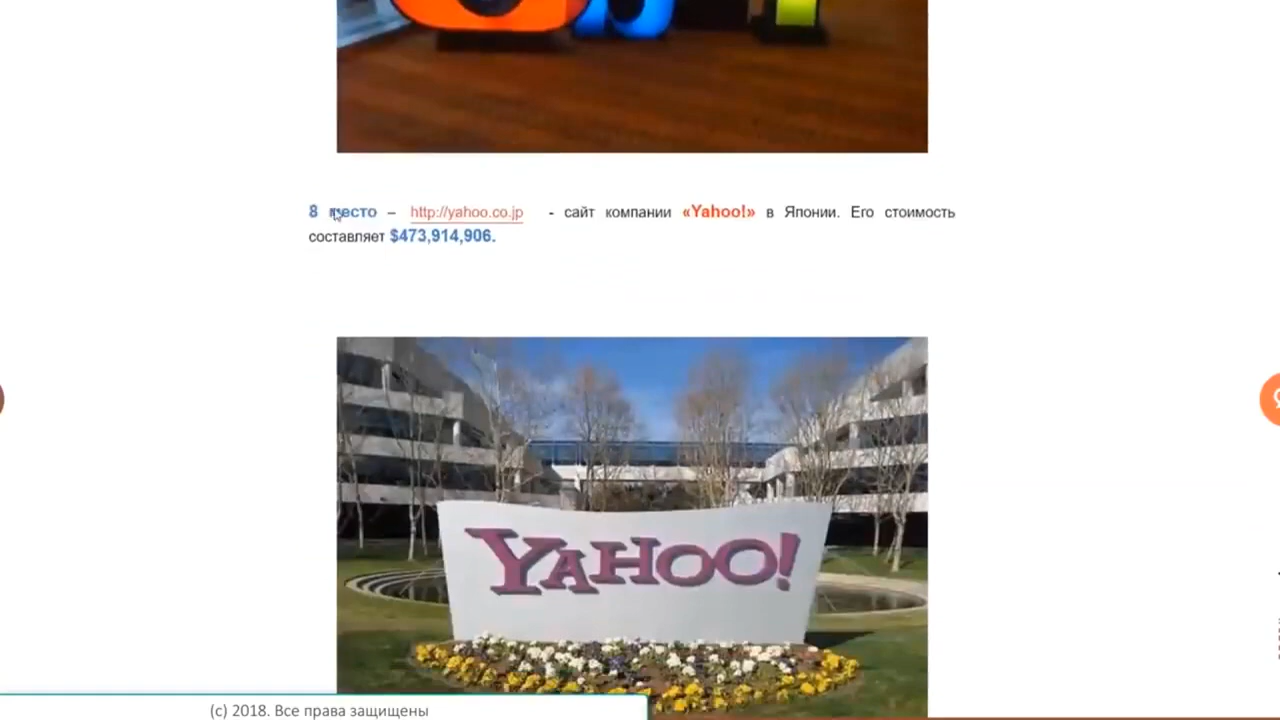 8 место – http://yahoo.co.jp - сайт компании «Yahoo!» в Японии. Его стоимость
составляет $473,914,906.
YAHOO!
(с) 2018. Все права защищены